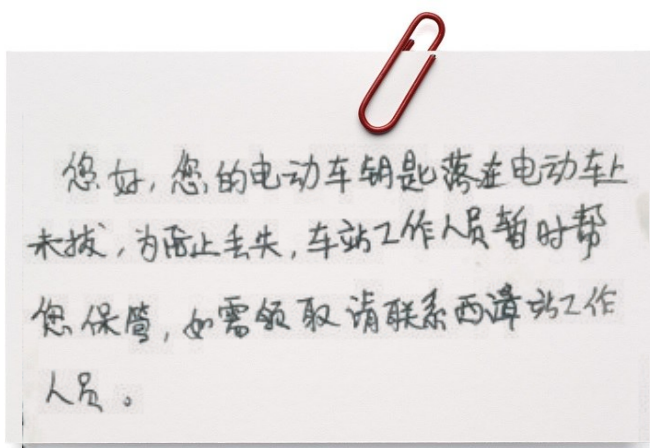 您好,您的电动车钥匙落在电动车上
未拔,为防止丢失,车站工作人员暂时帮
您保管,如需领取请联系西漳站工作
人员。